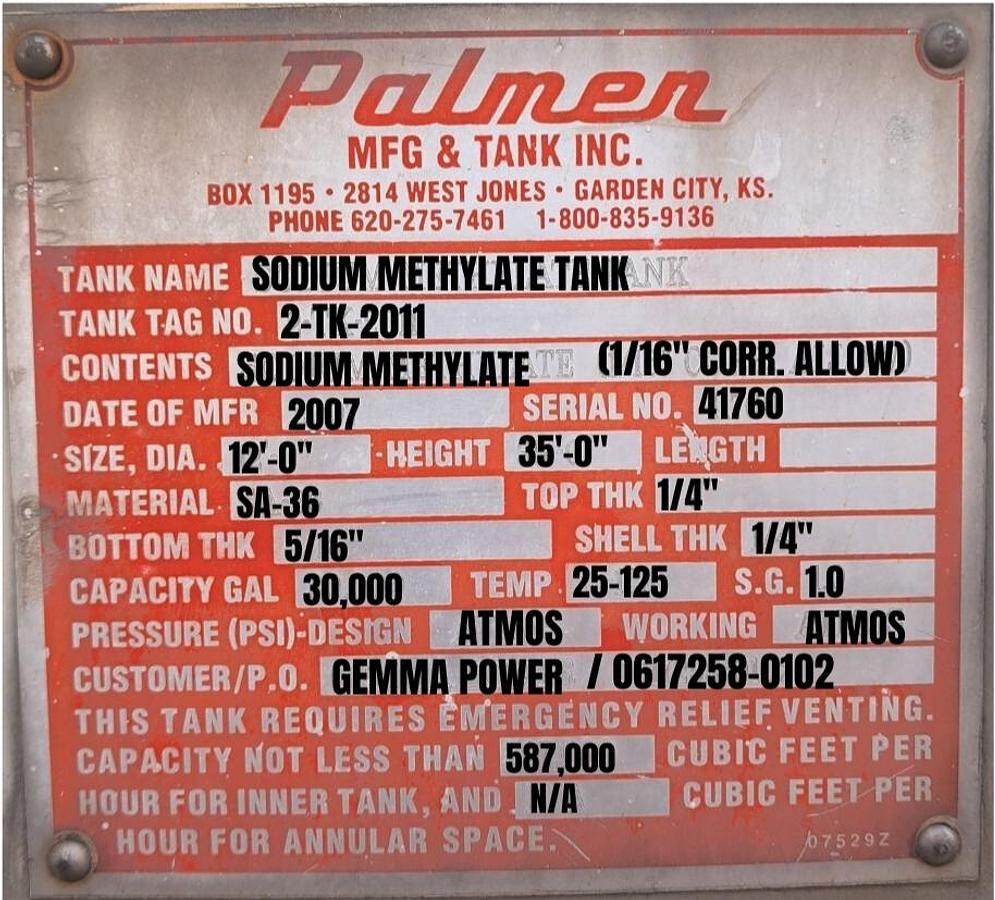 Palmer
MFG & TANK INC.
BOX 1195 • 2814 WEST JONES • GARDEN CITY, KS.
PHONE 620-275-7461 1-800-835-9136
TANK NAME SODIUM METHYLATE TANK
TANK TAG NO. 2-TK-2011
CONTENTS SODIUM METHYLATE (1/16" CORR. ALLOW)
DATE OF MFR 2007 SERIAL NO. 41760
SIZE, DIA. 12'-0" HEIGHT 35'-0" LENGTH
MATERIAL SA-36 TOP THK 1/4"
BOTTOM THK 5/16" SHELL THK 1/4"
CAPACITY GAL 30,000 TEMP 25-125 S.G. 1.0
PRESSURE (PSI)-DESIGN ATMOS WORKING ATMOS
CUSTOMER/P.O. GEMMA POWER / 0617258-0102
THIS TANK REQUIRES EMERGENCY RELIEF VENTING.
CAPACITY NOT LESS THAN 587,000 CUBIC FEET PER
HOUR FOR INNER TANK, AND N/A CUBIC FEET PER
HOUR FOR ANNULAR SPACE.
07529Z